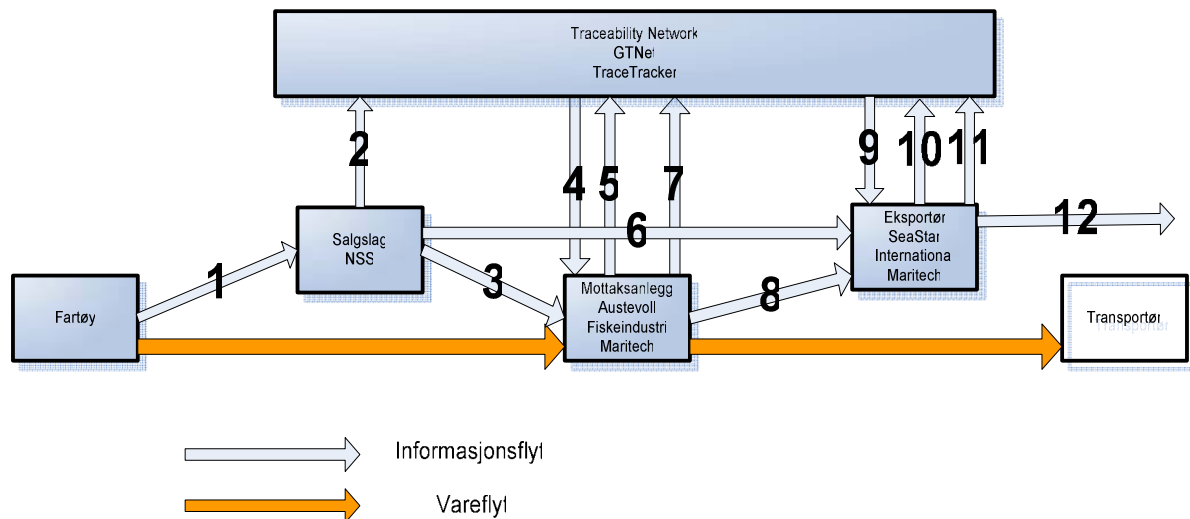 Traceability Network
GTNet
TraceTracker
2
4
5
7
9
10
11
12
6
1
3
8
Salgslag
NSS
Eksportør
SeaStar
Internationa
Maritech
Fartøy
Mottaksanlegg
Austevoll
Fiskeindustri
Maritech
Transportør
Informasjonsflyt
Vareflyt